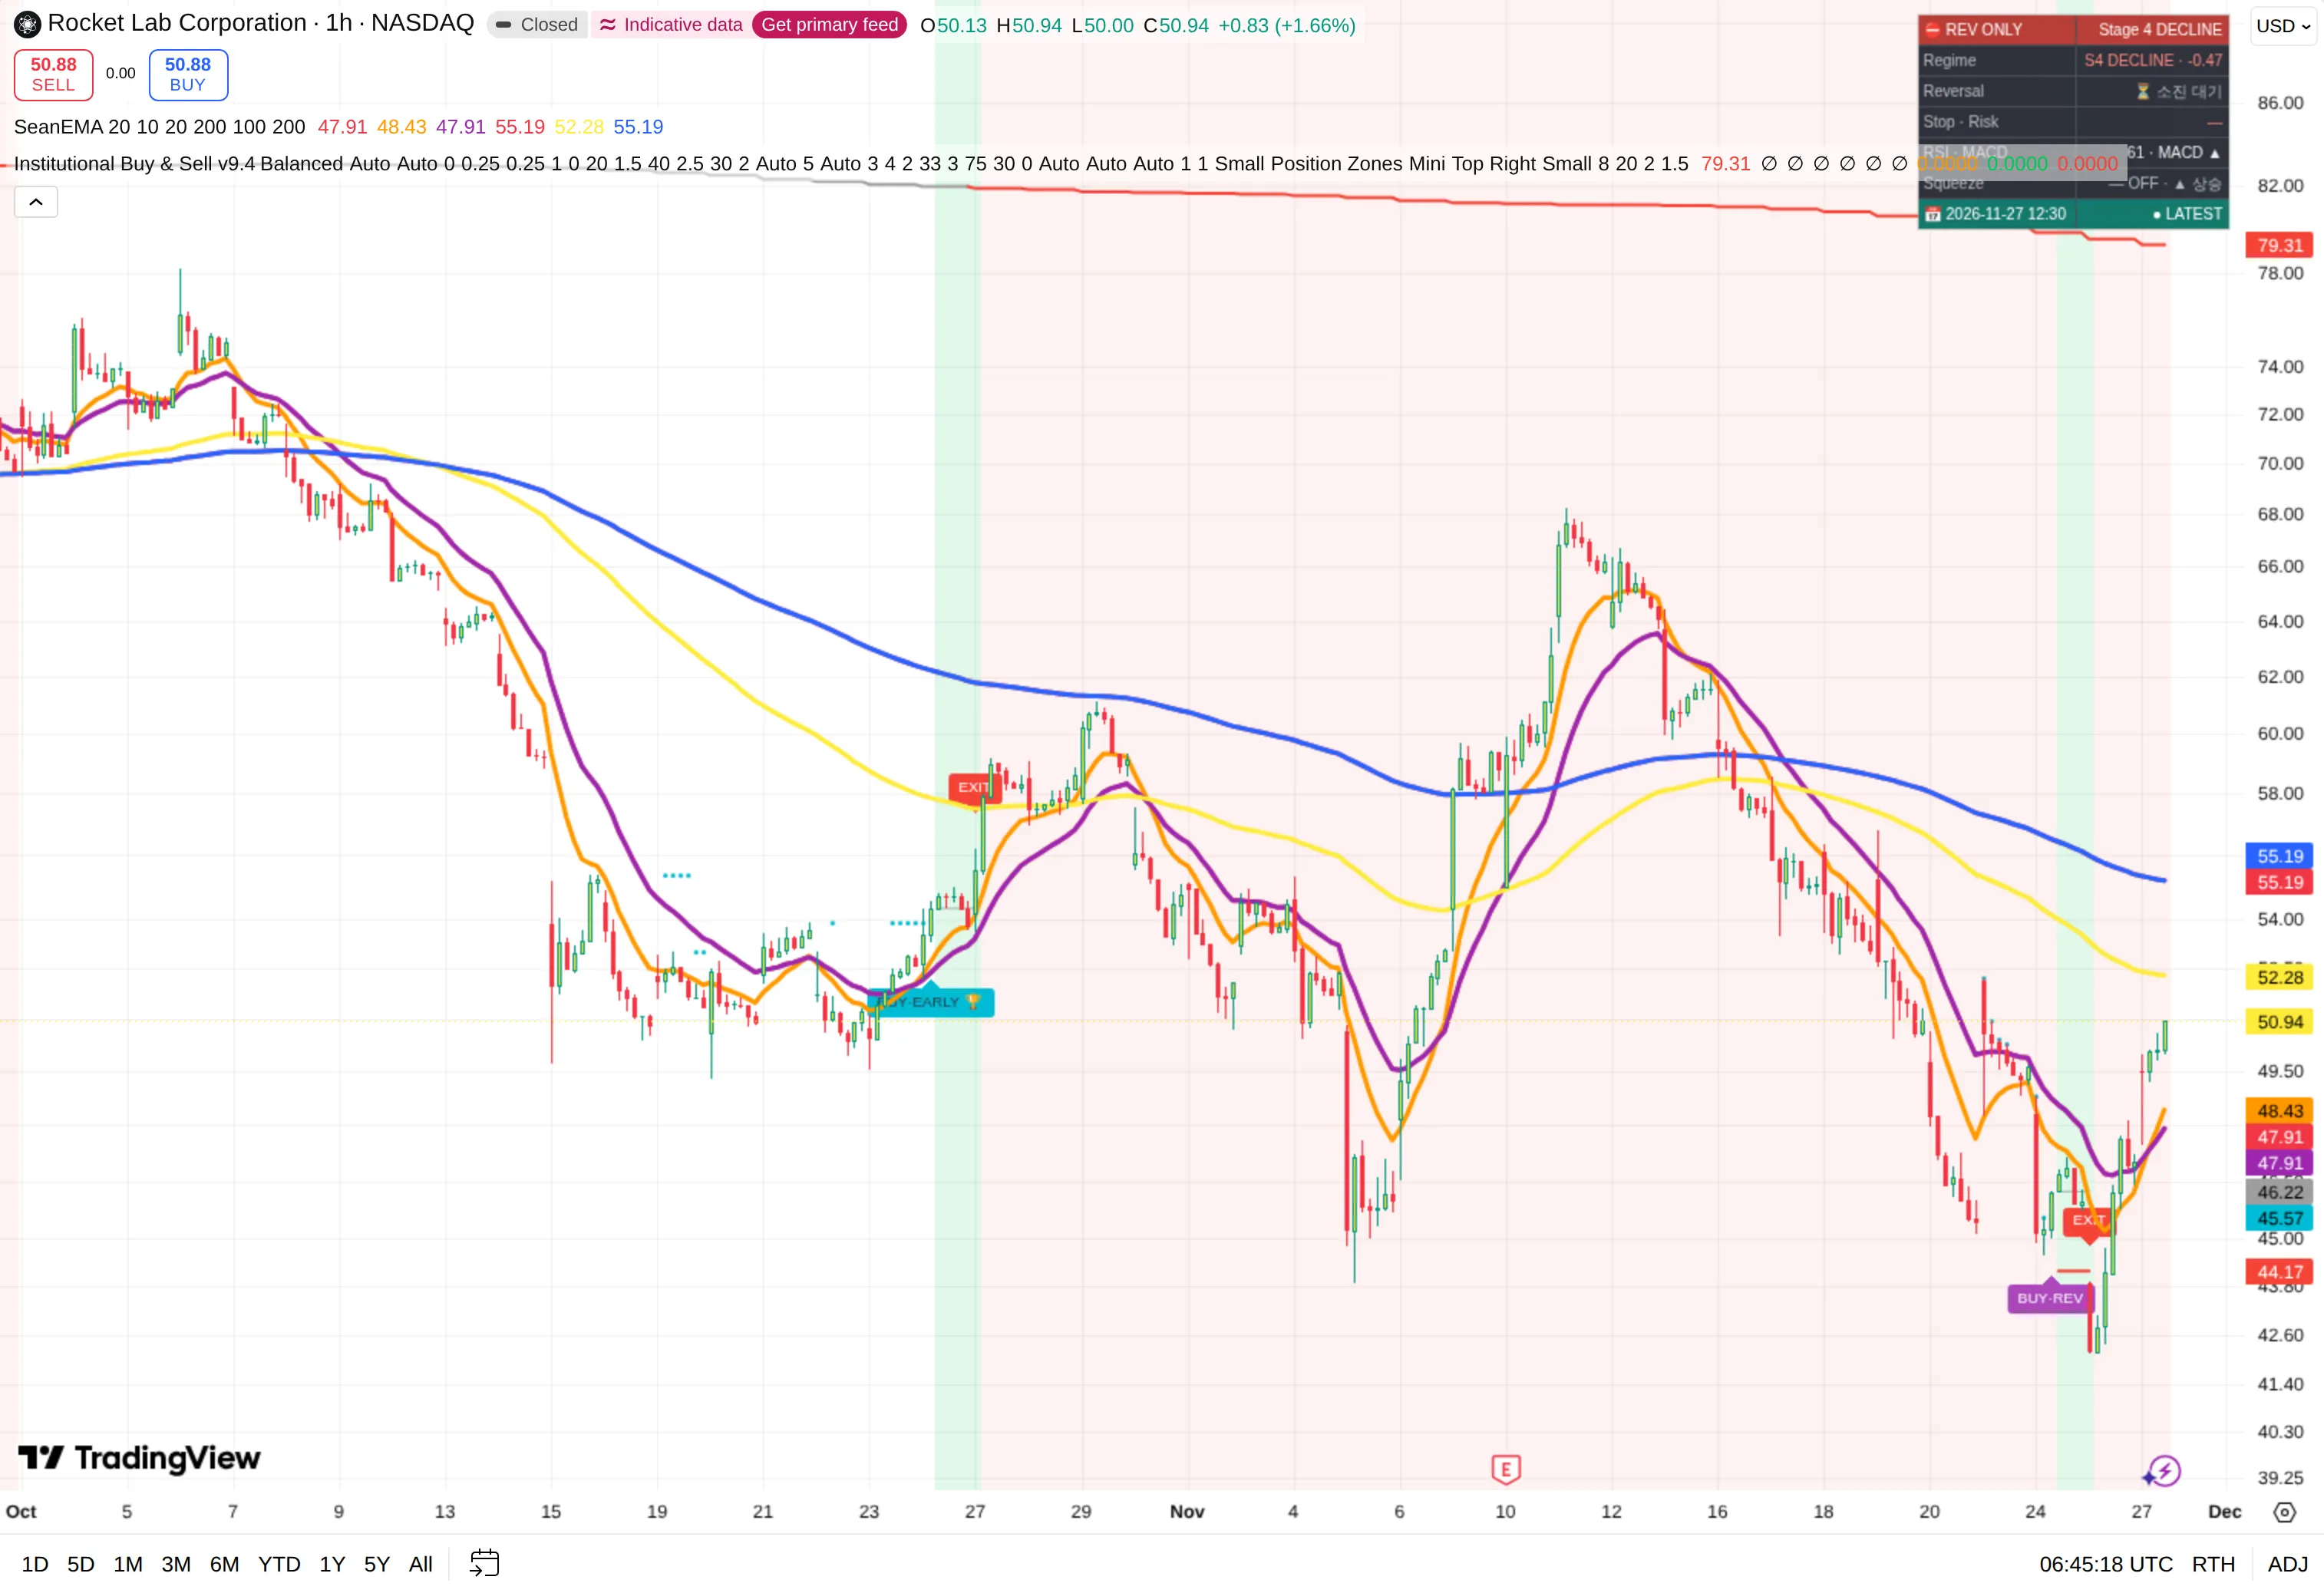 Rocket Lab Corporation · 1h · NASDAQ Closed Indicative data Get primary feed O50.13 H50.94 L50.00 C50.94 +0.83 (+1.66%)
50.88 SELL 0.00 50.88 BUY
SeanEMA 20 10 20 200 100 200 47.91 48.43 47.91 55.19 52.28 55.19
Institutional Buy & Sell v9.4 Balanced Auto Auto 0 0.25 0.25 1 0 20 1.5 40 2.5 30 2 Auto 5 Auto 3 4 2 33 3 75 30 0 Auto Auto Auto 1 1 Small Position Zones Mini Top Right Small 8 20 2 1.5 79.31 ∅ ∅ ∅ ∅ ∅ ∅ 0.0000 0.0000 0.0000
REV ONLY Stage 4 DECLINE
Regime S4 DECLINE · -0.47
Reversal ⏳ 소진 대기
Stop · Risk —
RSI · MACD 61 · MACD ▲
Squeeze — OFF · ▲ 상승
2026-11-27 12:30 ● LATEST
USD
86.00
82.00
79.31
78.00
74.00
72.00
70.00
68.00
66.00
64.00
62.00
60.00
58.00
55.19
55.19
54.00
52.28
50.94
49.50
48.43
47.91
47.91
46.22
45.57
45.00
44.17
43.80
42.60
41.40
40.30
39.25
EXIT
BUY-EARLY 🏆
EXIT
BUY-REV
E
TradingView
Oct 5 7 9 13 15 19 21 23 27 29 Nov 4 6 10 12 16 18 20 24 27 Dec
1D 5D 1M 3M 6M YTD 1Y 5Y All 06:45:18 UTC RTH ADJ